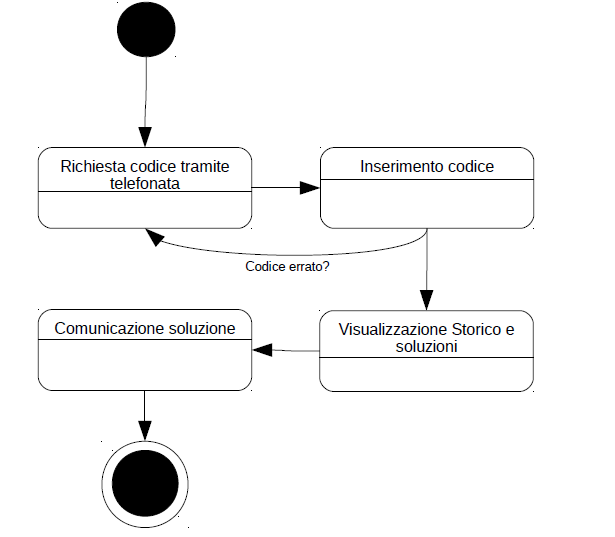 Richiesta codice tramite
telefonata
Inserimento codice
Codice errato?
Comunicazione soluzione
Visualizzazione Storico e
soluzioni